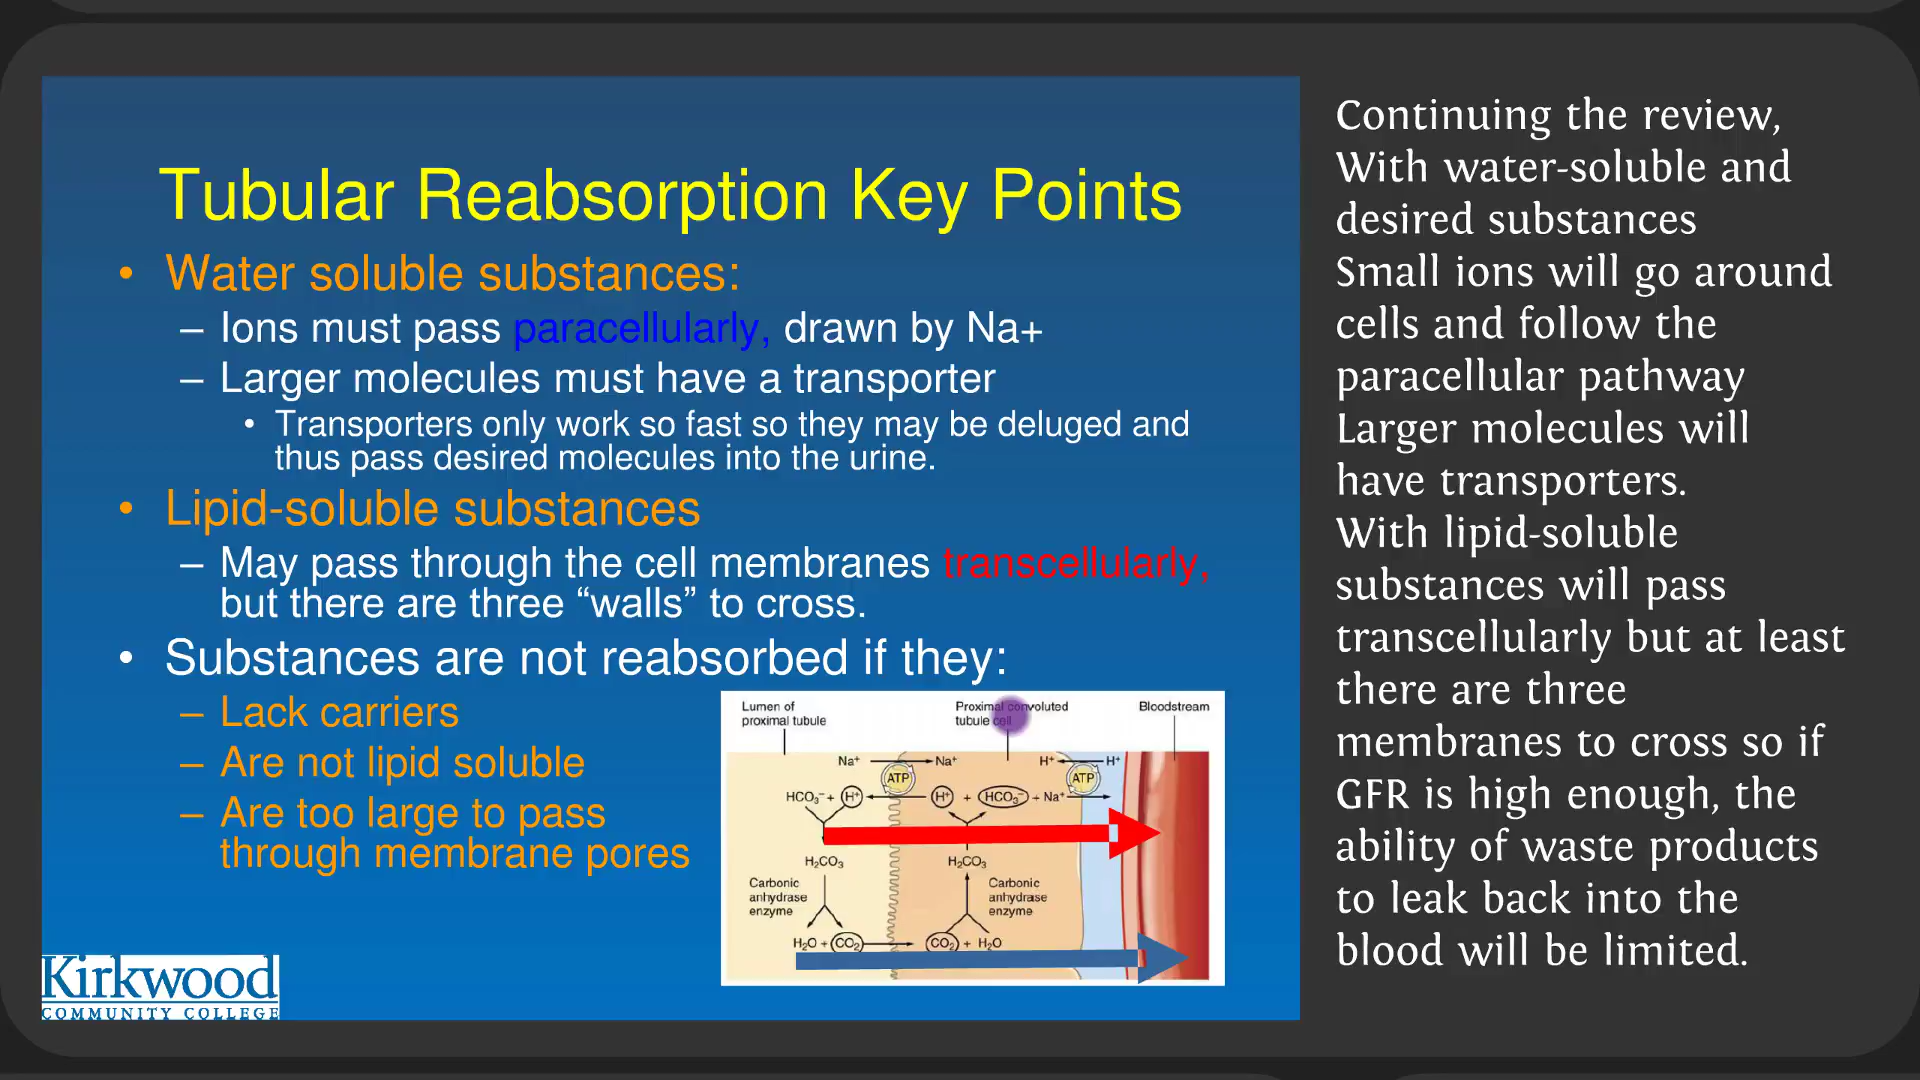 Tubular Reabsorption Key Points
• Water soluble substances:
– Ions must pass paracellularly, drawn by Na+
– Larger molecules must have a transporter
• Transporters only work so fast so they may be deluged and
thus pass desired molecules into the urine.
• Lipid-soluble substances
– May pass through the cell membranes transcellularly,
but there are three “walls” to cross.
• Substances are not reabsorbed if they:
– Lack carriers
– Are not lipid soluble
– Are too large to pass
through membrane pores
Lumen of
proximal tubule
Proximal convoluted
tubule cell
Bloodstream
Na⁺ Na⁺ H⁺ H⁺
ATP ATP
HCO₃⁻ + H⁺ H⁺ + HCO₃⁻ + Na⁺
H₂CO₃ H₂CO₃
Carbonic
anhydrase
enzyme
Carbonic
anhydrase
enzyme
H₂O + CO₂ CO₂ + H₂O
Kirkwood
COMMUNITY COLLEGE
Continuing the review,
With water-soluble and
desired substances
Small ions will go around
cells and follow the
paracellular pathway
Larger molecules will
have transporters.
With lipid-soluble
substances will pass
transcellularly but at least
there are three
membranes to cross so if
GFR is high enough, the
ability of waste products
to leak back into the
blood will be limited.